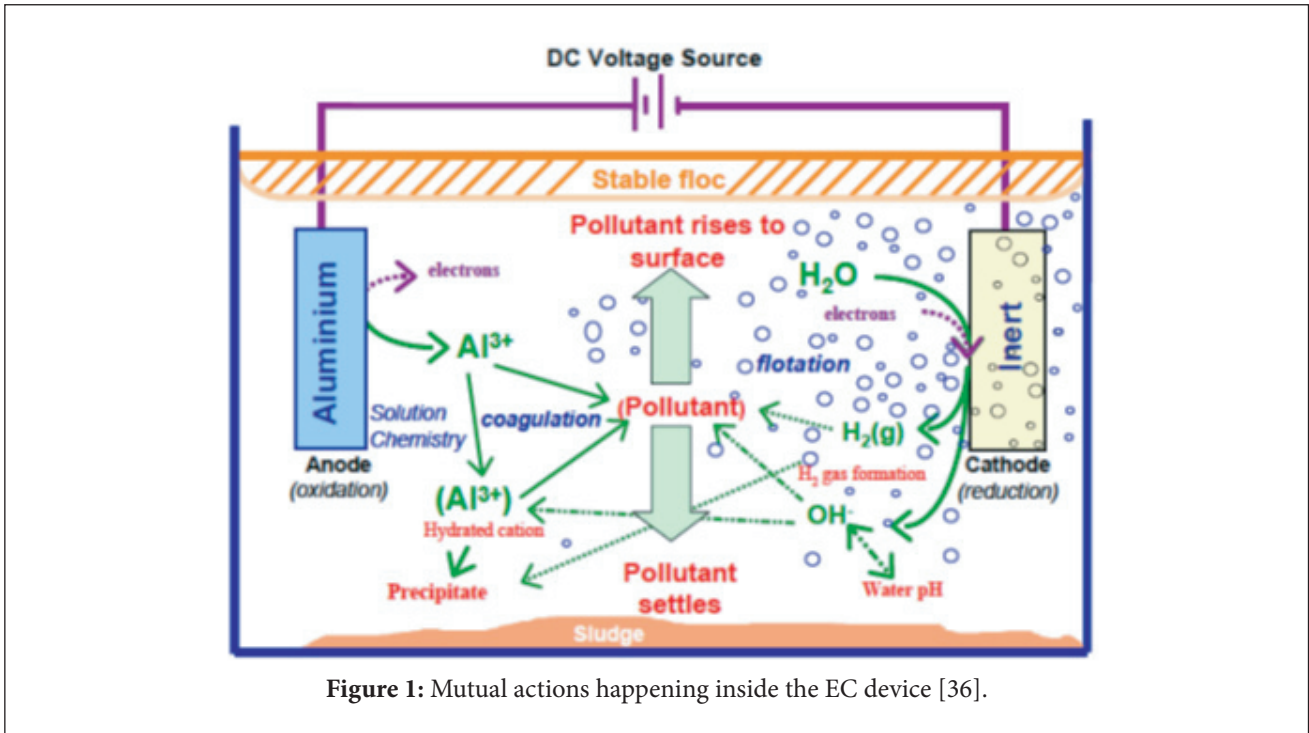 DC Voltage Source
Stable floc
Pollutant rises to
surface
electrons
H₂O
electrons
Aluminium
Al³⁺
Inert
flotation
Solution
Chemistry
coagulation
(Pollutant)
H₂(g)
Anode
(oxidation)
H₂ gas formation
Cathode
(reduction)
(Al³⁺)
Hydrated cation
OH⁻
Precipitate
Pollutant
settles
Water pH
Sludge
Figure 1: Mutual actions happening inside the EC device [36].